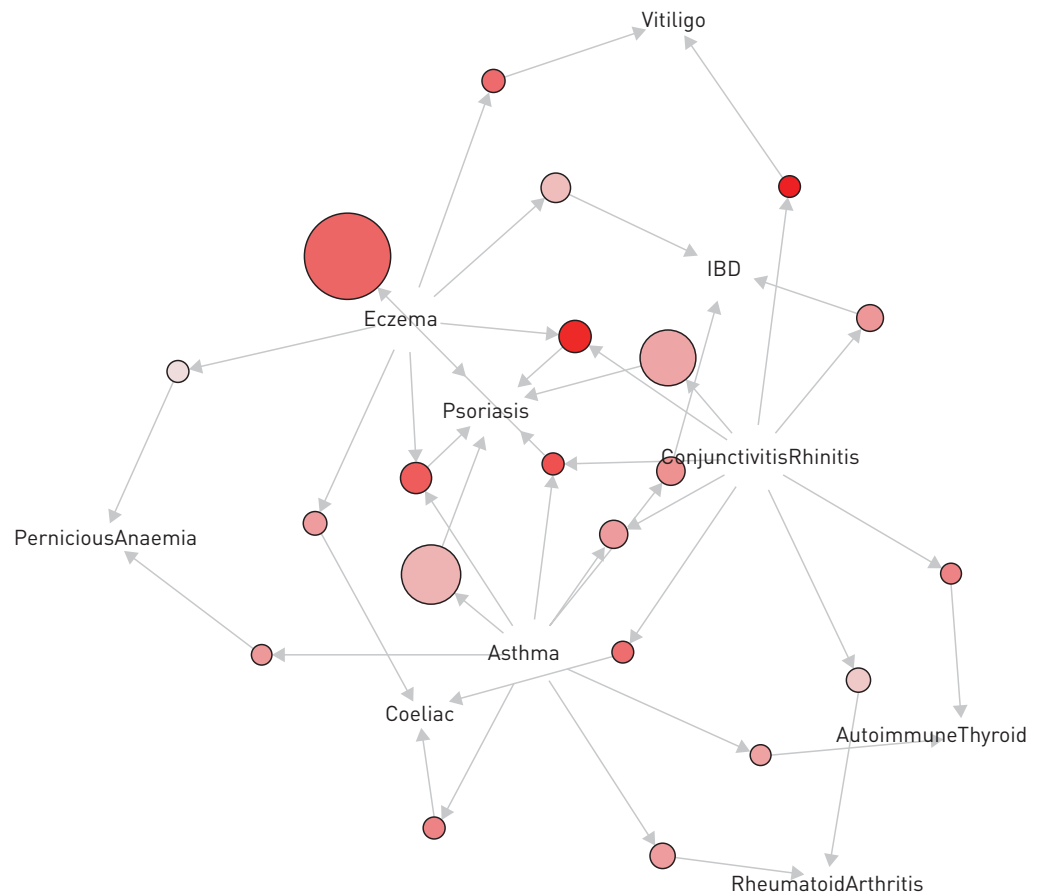 Vitiligo
IBD
Eczema
Psoriasis
ConjunctivitisRhinitis
PerniciousAnaemia
Asthma
Coeliac
AutoimmuneThyroid
RheumatoidArthritis